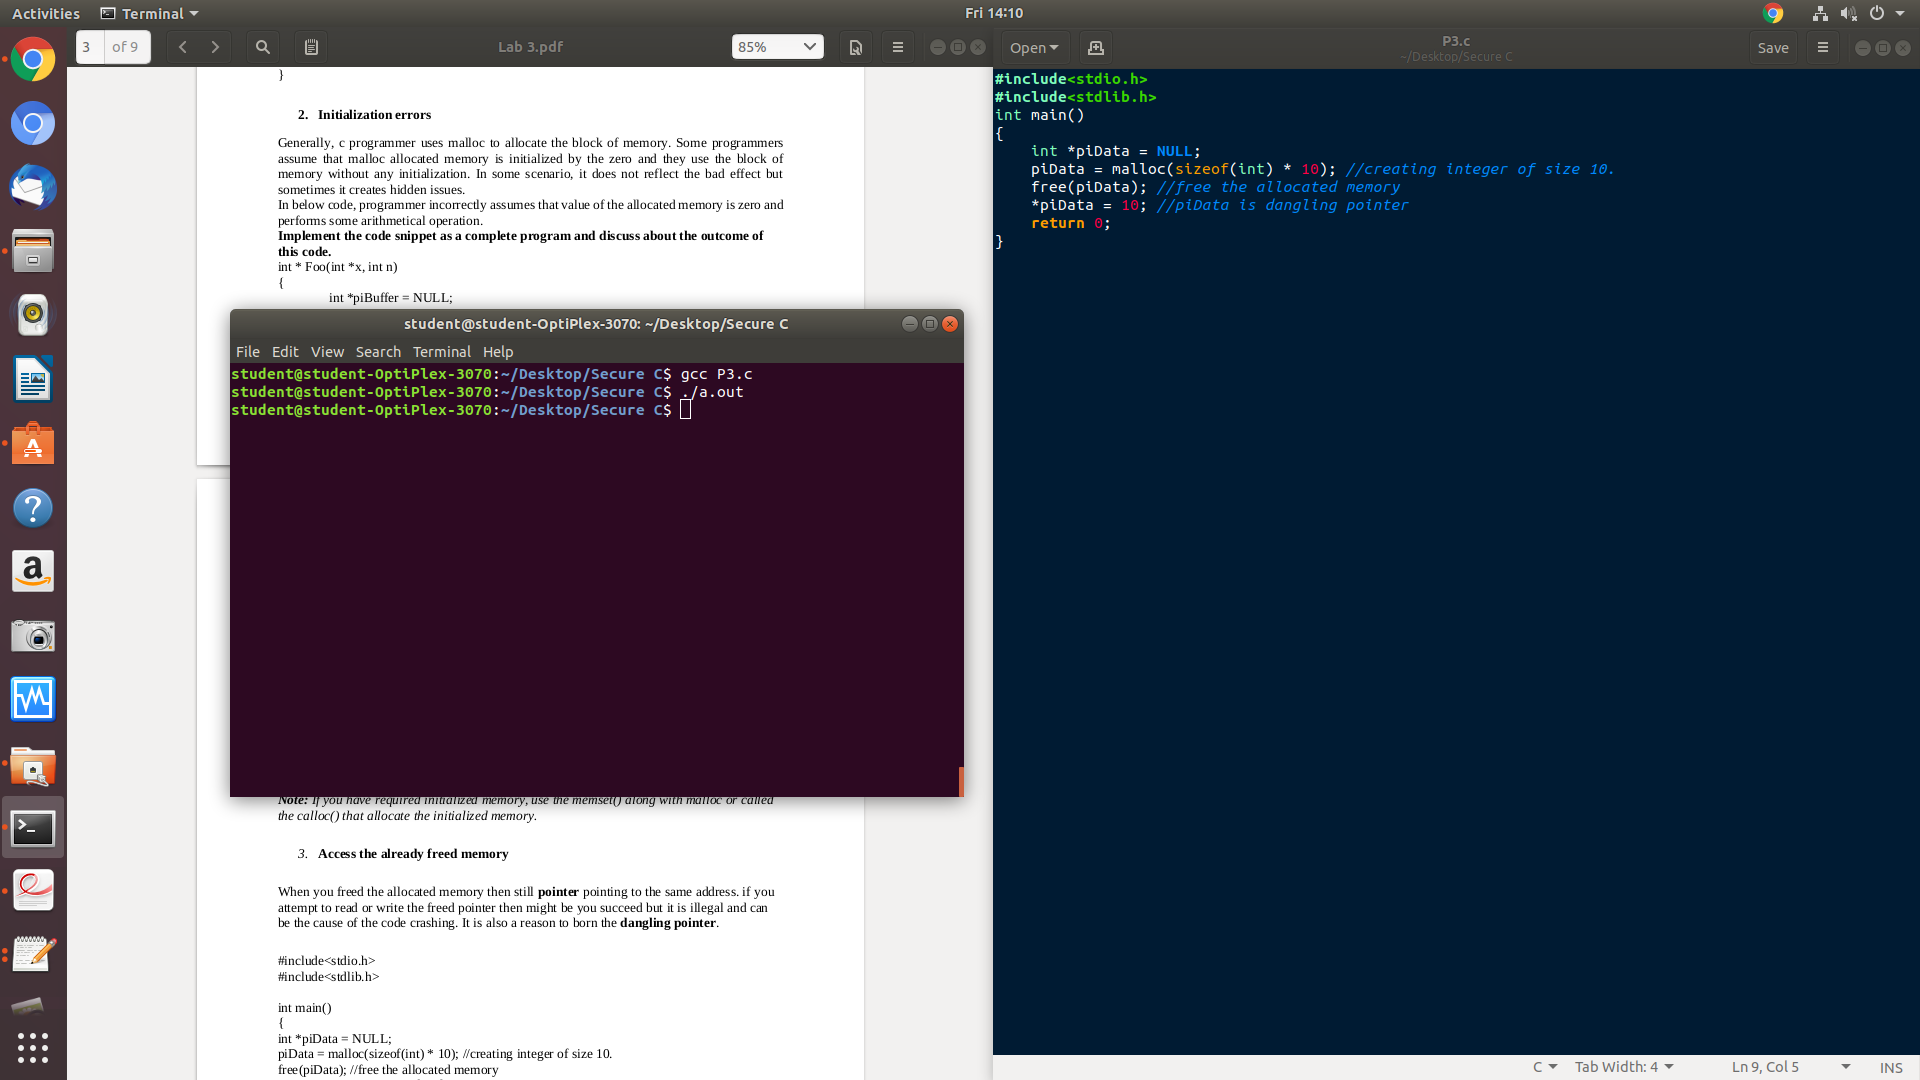 Activities Terminal Fri 14:10
3 of 9 Lab 3.pdf 85%
}
2. Initialization errors
Generally, c programmer uses malloc to allocate the block of memory. Some programmers
assume that malloc allocated memory is initialized by the zero and they use the block of
memory without any initialization. In some scenario, it does not reflect the bad effect but
sometimes it creates hidden issues.
In below code, programmer incorrectly assumes that value of the allocated memory is zero and
performs some arithmetical operation.
Implement the code snippet as a complete program and discuss about the outcome of
this code.
int * Foo(int *x, int n)
{
int *piBuffer = NULL;
student@student-OptiPlex-3070: ~/Desktop/Secure C
File Edit View Search Terminal Help
student@student-OptiPlex-3070:~/Desktop/Secure C$ gcc P3.c
student@student-OptiPlex-3070:~/Desktop/Secure C$ ./a.out
student@student-OptiPlex-3070:~/Desktop/Secure C$
Note: If you have required initialized memory, use the memset() along with malloc or called
the calloc() that allocate the initialized memory.
3. Access the already freed memory
When you freed the allocated memory then still pointer pointing to the same address. if you
attempt to read or write the freed pointer then might be you succeed but it is illegal and can
be the cause of the code crashing. It is also a reason to born the dangling pointer.
#include<stdio.h>
#include<stdlib.h>
int main()
{
int *piData = NULL;
piData = malloc(sizeof(int) * 10); //creating integer of size 10.
free(piData); //free the allocated memory
Open P3.c Save
~/Desktop/Secure C
#include<stdio.h>
#include<stdlib.h>
int main()
{
int *piData = NULL;
piData = malloc(sizeof(int) * 10); //creating integer of size 10.
free(piData); //free the allocated memory
*piData = 10; //piData is dangling pointer
return 0;
}
C Tab Width: 4 Ln 9, Col 5 INS